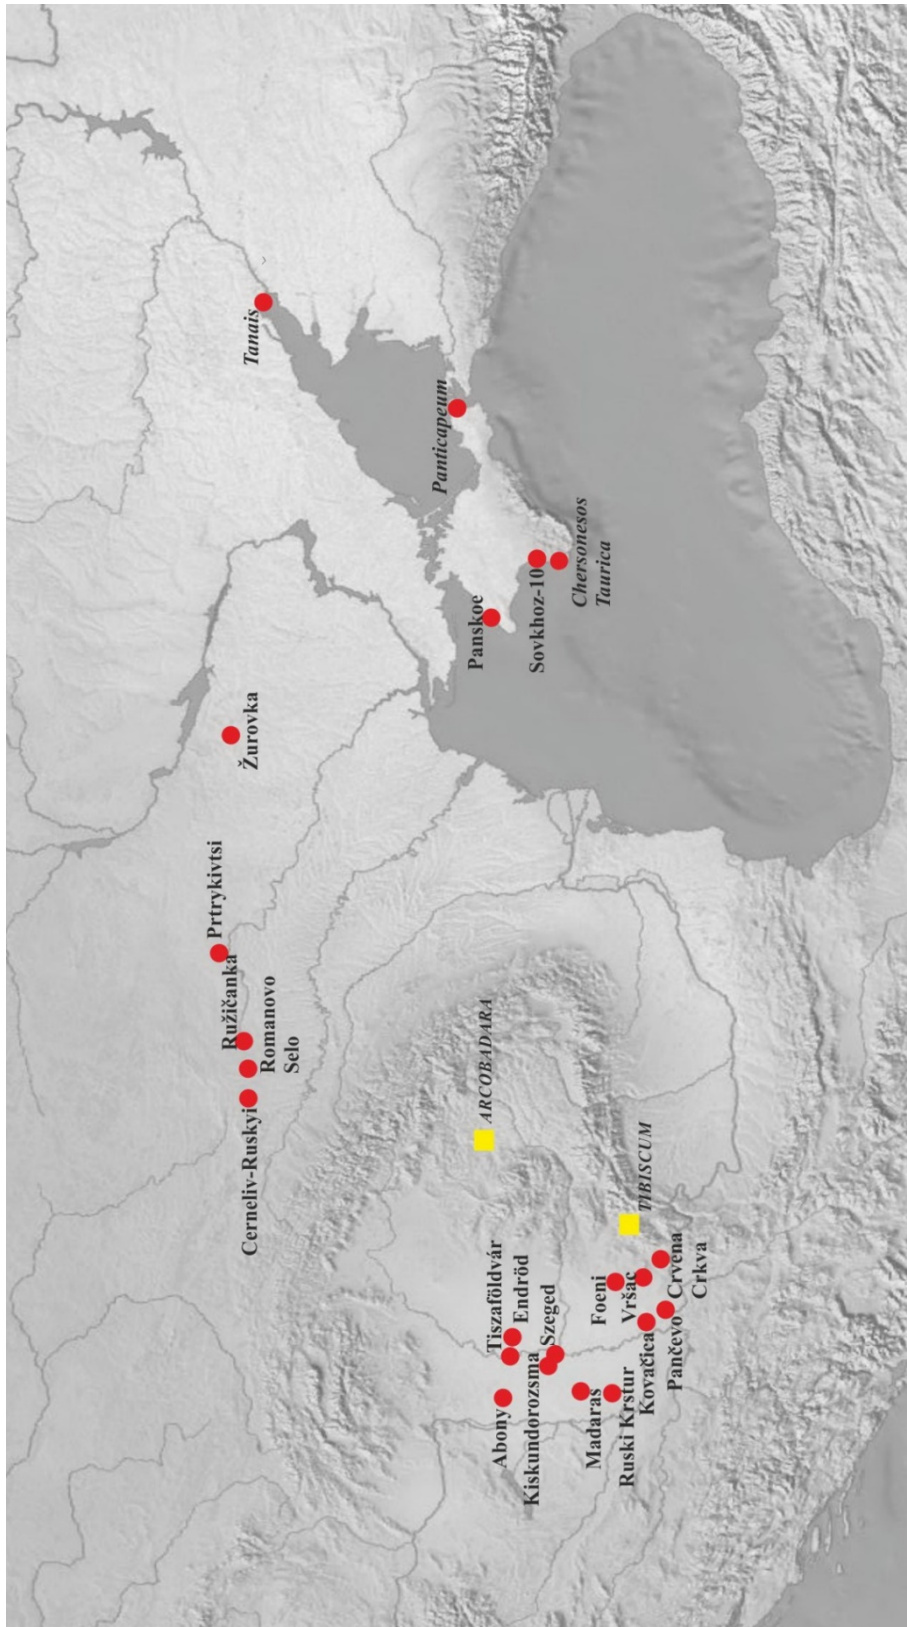 Tanais
Panticapeum
Chersonesos
Taurica
Sovkhoz-10
Panskoe
Žurovka
Prtrykivtsi
Ružičanka
Romanovo
Selo
Cerneliv-Ruskyi
ARCOBADARA
TIBISCUM
Tiszaföldvár
Endröd
Szeged
Abony
Kiskundorozsma
Madaras
Ruski Krstur
Foeni
Vršac
Kovačica
Pančevo
Crvena
Crkva